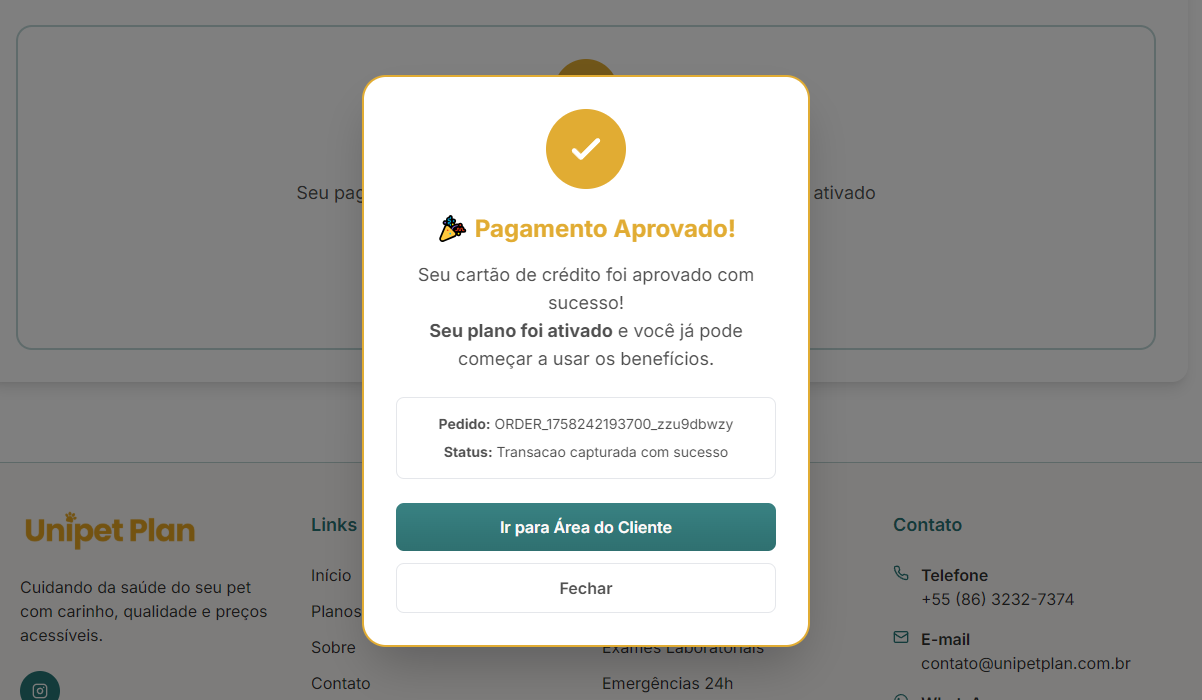 Seu pag
ativado
Pagamento Aprovado!
Seu cartão de crédito foi aprovado com
sucesso!
Seu plano foi ativado e você já pode
começar a usar os benefícios.
Pedido: ORDER_1758242193700_zzu9dbwzy
Status: Transacao capturada com sucesso
Ir para Área do Cliente
Fechar
Unipet Plan
Cuidando da saúde do seu pet
com carinho, qualidade e preços
acessíveis.
Links
Início
Planos
Sobre
Contato
Exames Laboratoriais
Emergências 24h
Contato
Telefone
+55 (86) 3232-7374
E-mail
contato@unipetplan.com.br